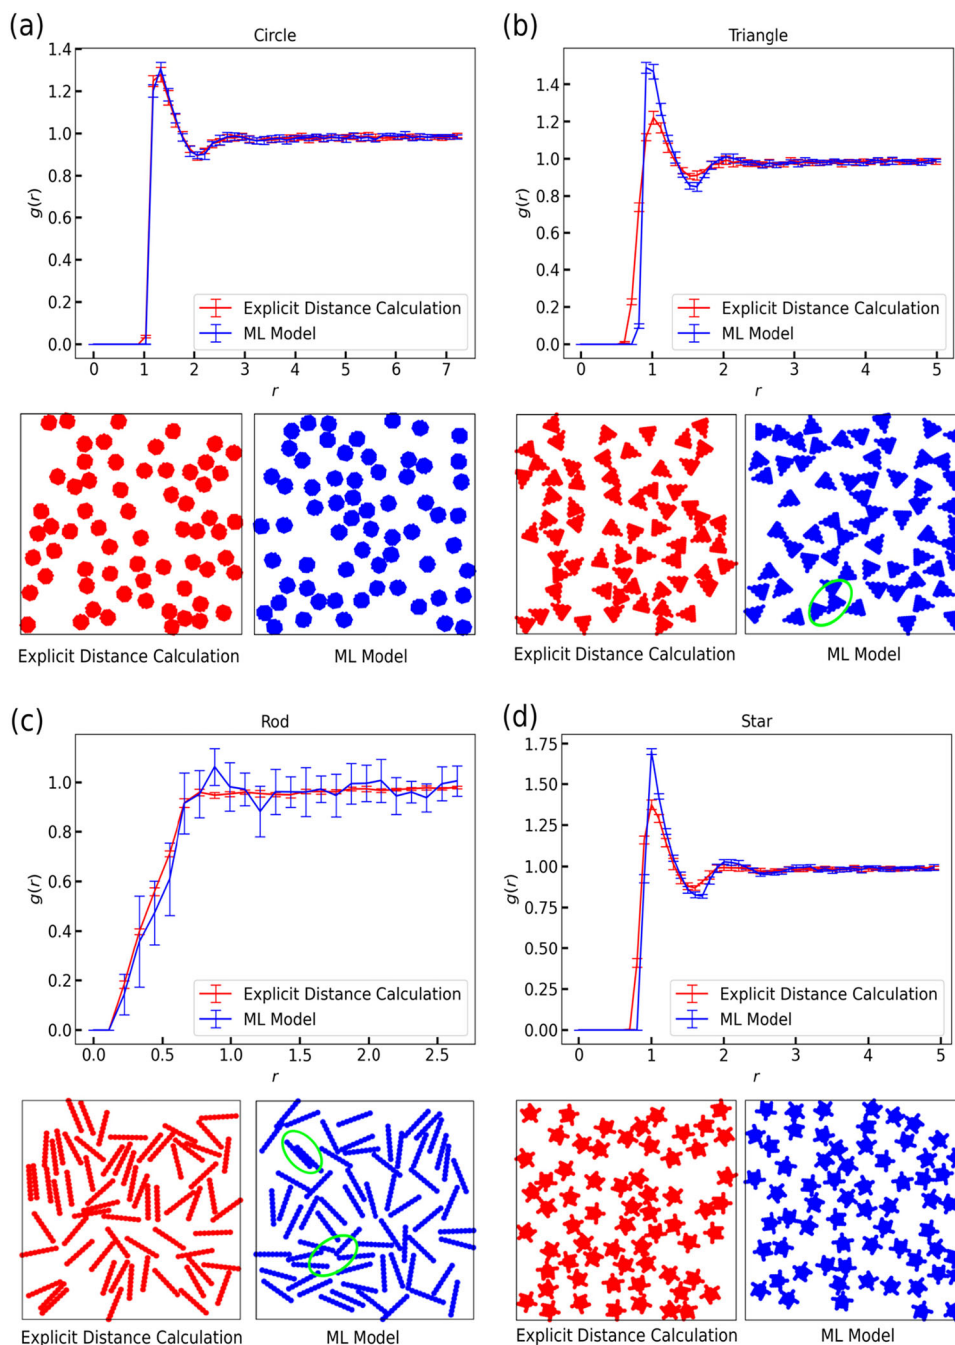 (a)
Circle
1.4
1.2
1.0
0.8
0.6
0.4
0.2
0.0
g(r)
Explicit Distance Calculation
ML Model
0 1 2 3 4 5 6 7
r
Explicit Distance Calculation
ML Model
(b)
Triangle
1.4
1.2
1.0
0.8
0.6
0.4
0.2
0.0
g(r)
Explicit Distance Calculation
ML Model
0 1 2 3 4 5
r
Explicit Distance Calculation
ML Model
(c)
Rod
1.0
0.8
0.6
0.4
0.2
0.0
g(r)
Explicit Distance Calculation
ML Model
0.0 0.5 1.0 1.5 2.0 2.5
r
Explicit Distance Calculation
ML Model
(d)
Star
1.75
1.50
1.25
1.00
0.75
0.50
0.25
0.00
g(r)
Explicit Distance Calculation
ML Model
0 1 2 3 4 5
r
Explicit Distance Calculation
ML Model